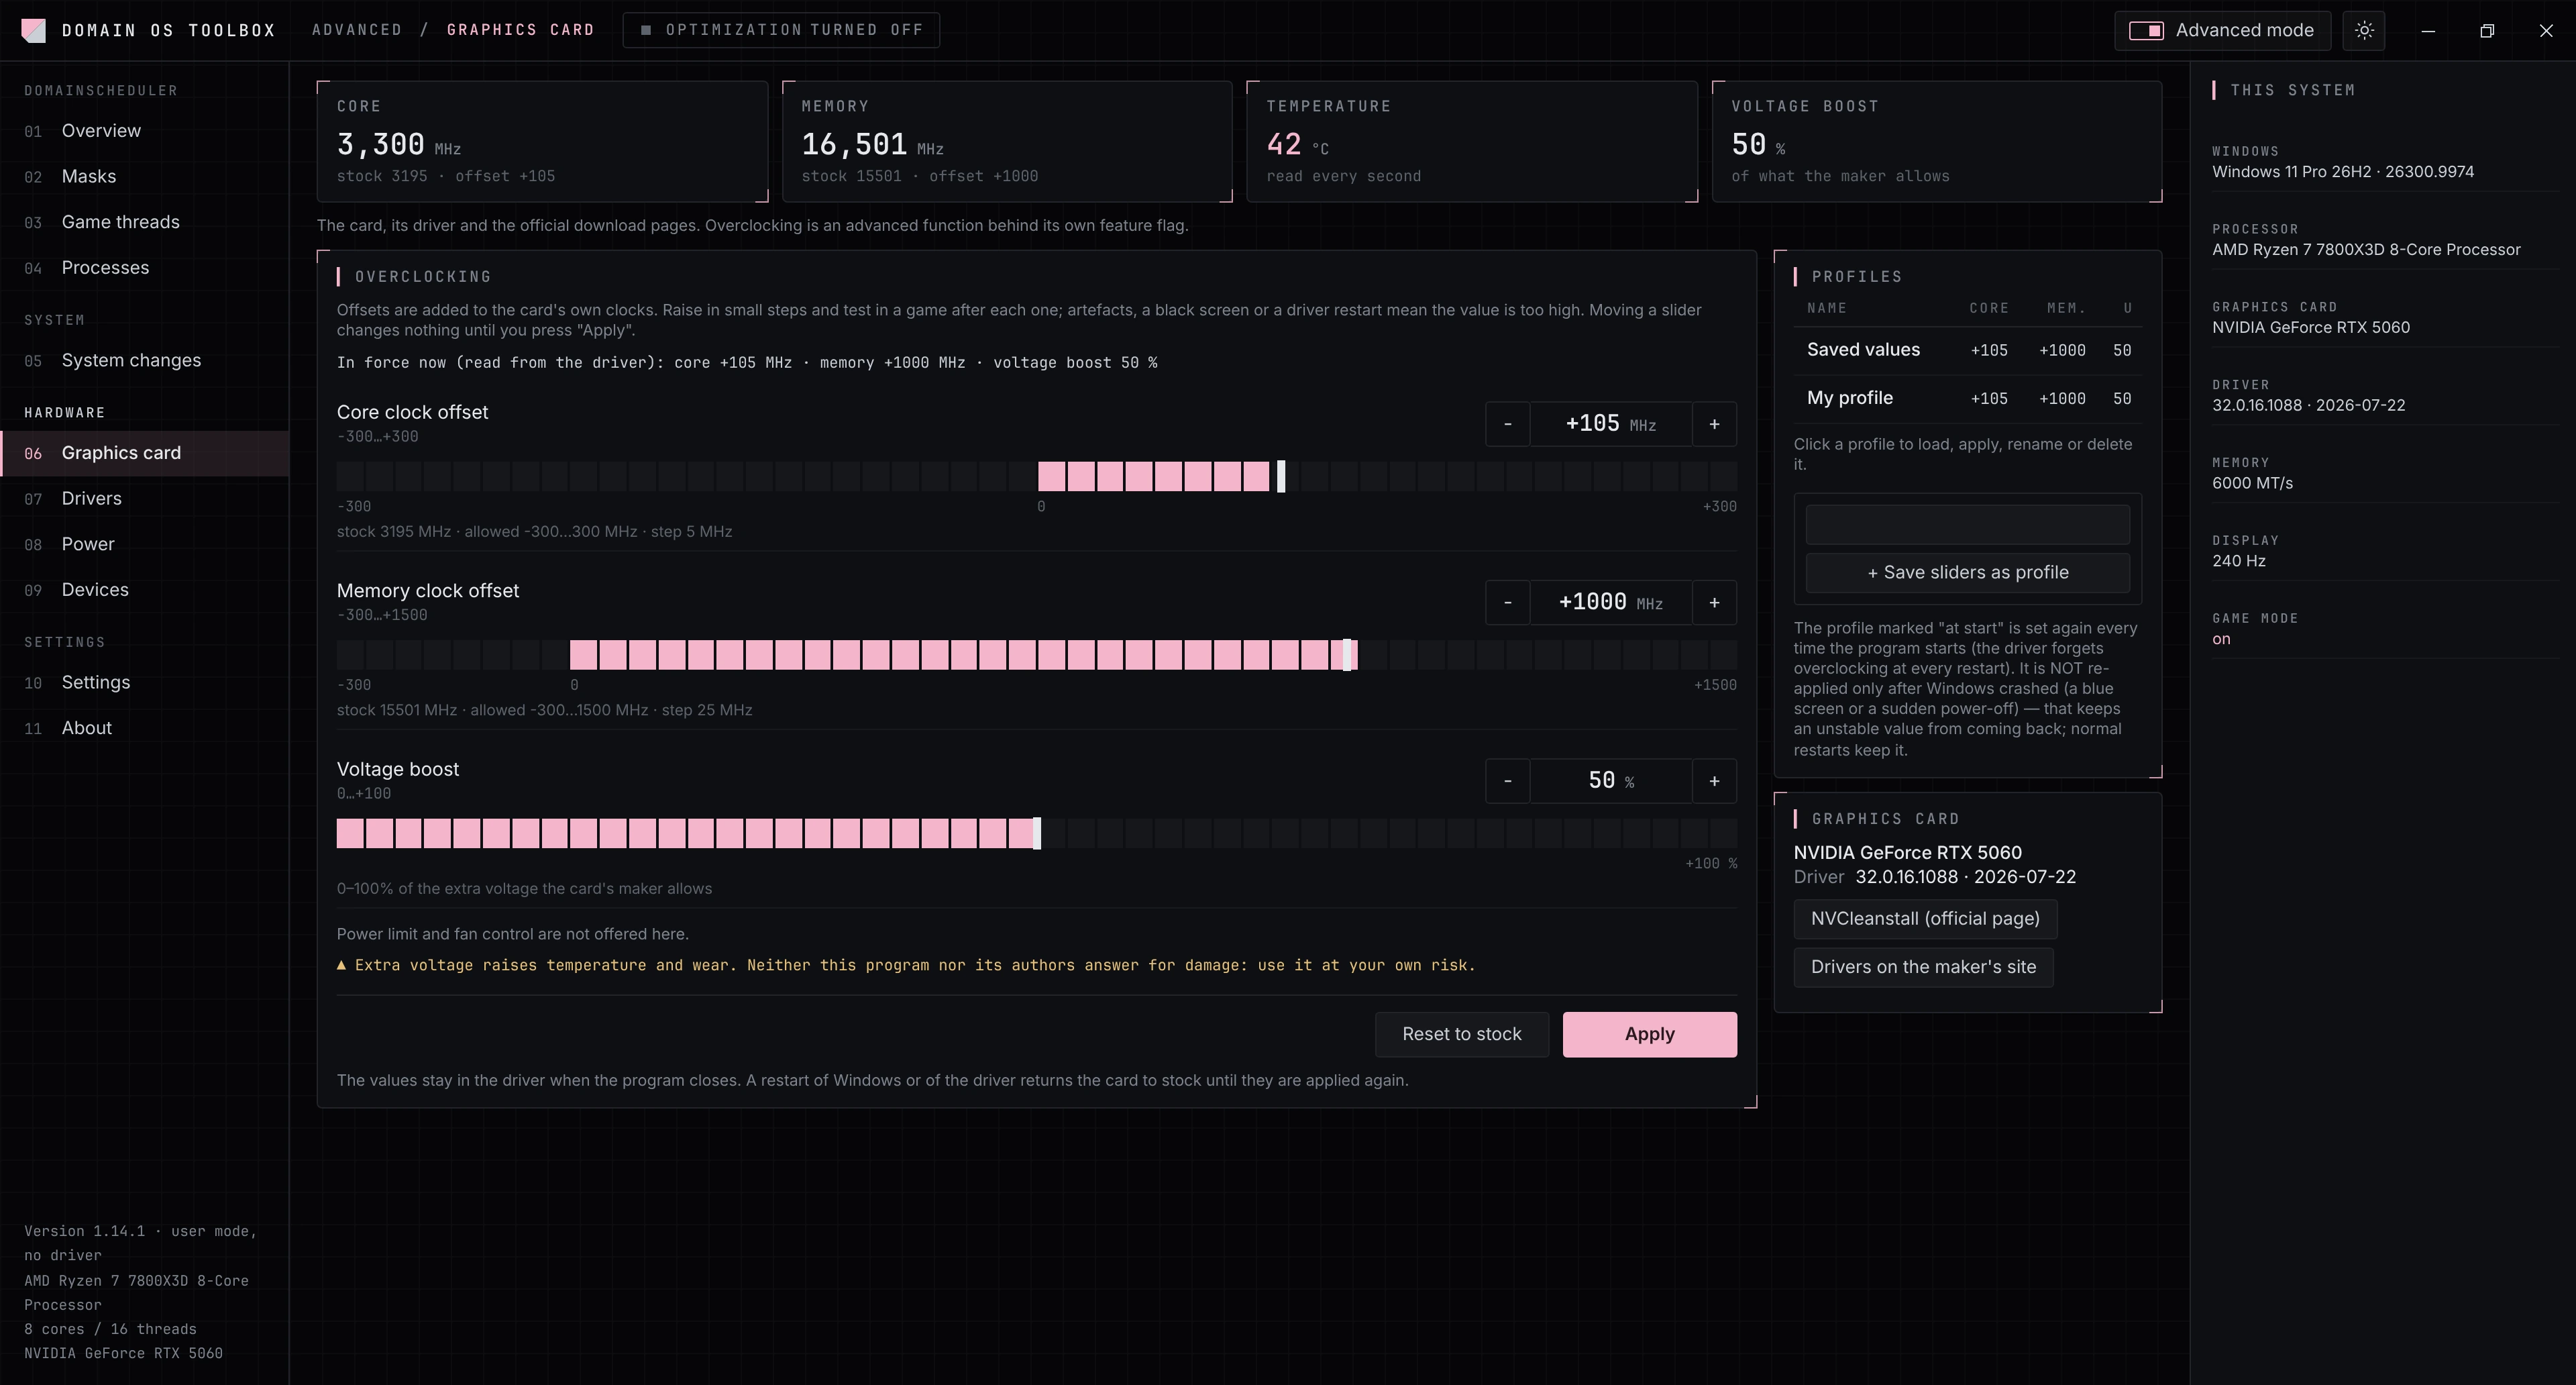 DOMAIN OS TOOLBOX
ADVANCED / GRAPHICS CARD
OPTIMIZATION TURNED OFF
Advanced mode
DOMAINSCHEDULER
01 Overview
02 Masks
03 Game threads
04 Processes
SYSTEM
05 System changes
HARDWARE
06 Graphics card
07 Drivers
08 Power
09 Devices
SETTINGS
10 Settings
11 About
Version 1.14.1 · user mode,
no driver
AMD Ryzen 7 7800X3D 8-Core
Processor
8 cores / 16 threads
NVIDIA GeForce RTX 5060
CORE
3,300 MHz
stock 3195 · offset +105
MEMORY
16,501 MHz
stock 15501 · offset +1000
TEMPERATURE
42 °C
read every second
VOLTAGE BOOST
50 %
of what the maker allows
The card, its driver and the official download pages. Overclocking is an advanced function behind its own feature flag.
OVERCLOCKING
Offsets are added to the card's own clocks. Raise in small steps and test in a game after each one; artefacts, a black screen or a driver restart mean the value is too high. Moving a slider
changes nothing until you press "Apply".
In force now (read from the driver): core +105 MHz · memory +1000 MHz · voltage boost 50 %
Core clock offset
-300…+300
- +105 MHz +
-300 0 +300
stock 3195 MHz · allowed -300…300 MHz · step 5 MHz
Memory clock offset
-300…+1500
- +1000 MHz +
-300 0 +1500
stock 15501 MHz · allowed -300…1500 MHz · step 25 MHz
Voltage boost
0…+100
- 50 % +
+100 %
0–100% of the extra voltage the card's maker allows
Power limit and fan control are not offered here.
▲ Extra voltage raises temperature and wear. Neither this program nor its authors answer for damage: use it at your own risk.
Reset to stock
Apply
The values stay in the driver when the program closes. A restart of Windows or of the driver returns the card to stock until they are applied again.
PROFILES
NAME CORE MEM. U
Saved values +105 +1000 50
My profile +105 +1000 50
Click a profile to load, apply, rename or delete
it.
+ Save sliders as profile
The profile marked "at start" is set again every
time the program starts (the driver forgets
overclocking at every restart). It is NOT re-
applied only after Windows crashed (a blue
screen or a sudden power-off) — that keeps
an unstable value from coming back; normal
restarts keep it.
GRAPHICS CARD
NVIDIA GeForce RTX 5060
Driver 32.0.16.1088 · 2026-07-22
NVCleanstall (official page)
Drivers on the maker's site
THIS SYSTEM
WINDOWS
Windows 11 Pro 26H2 · 26300.9974
PROCESSOR
AMD Ryzen 7 7800X3D 8-Core Processor
GRAPHICS CARD
NVIDIA GeForce RTX 5060
DRIVER
32.0.16.1088 · 2026-07-22
MEMORY
6000 MT/s
DISPLAY
240 Hz
GAME MODE
on